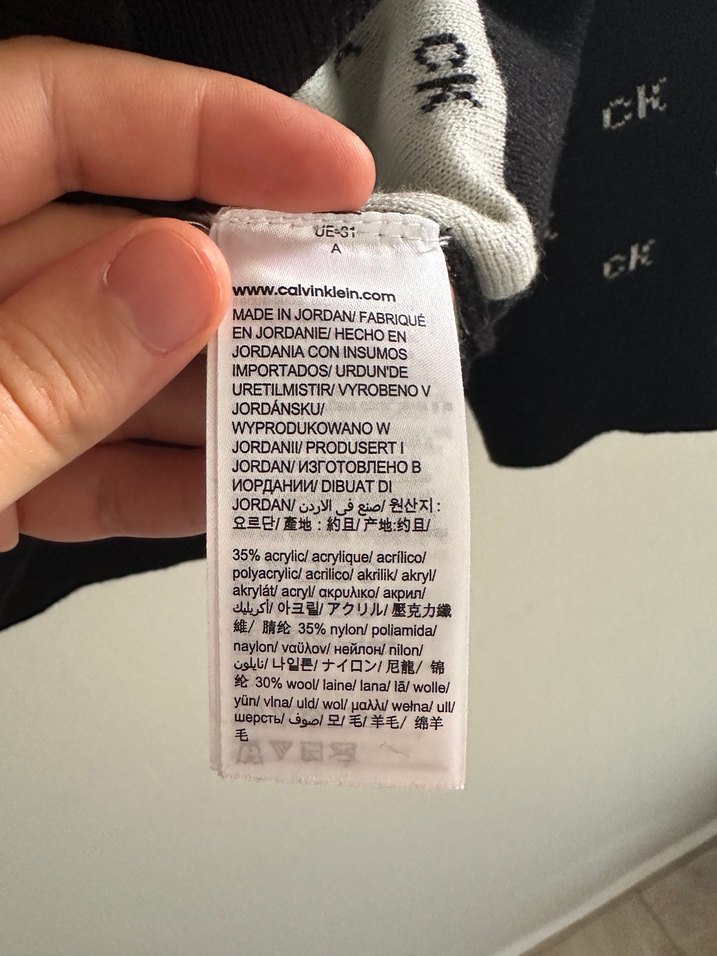 CK
CK
CK
UE-31
A
www.calvinklein.com
MADE IN JORDAN/ FABRIQUÉ
EN JORDANIE/ HECHO EN
JORDANIA CON INSUMOS
IMPORTADOS/ URDUN'DE
URETILMISTIR/ VYROBENO V
JORDÁNSKU/
WYPRODUKOWANO W
JORDANII/ PRODUSERT I
JORDAN/ ИЗГОТОВЛЕНО В
ИОРДАНИИ/ DIBUAT DI
JORDAN/ صنع في الاردن/ 원산지 :
요르단/ 產地 : 約旦/ 产地:约旦/
35% acrylic/ acrylique/ acrílico/
polyacrylic/ acrilico/ akrilik/ akryl/
akrylát/ acryl/ ακρυλικο/ акрил/
أكريليك/ 아크릴/ アクリル/ 壓克力纖
維/ 腈纶 35% nylon/ poliamida/
naylon/ ναϋλον/ нейлон/ nilon/
نايلون/ 나일론/ ナイロン/ 尼龍/ 锦
纶 30% wool/ laine/ lana/ lã/ wolle/
yün/ vlna/ uld/ wol/ μαλλι/ wełna/ ull/
шерсть/ صوف/ 모/ 毛/ 羊毛/ 绵羊
毛